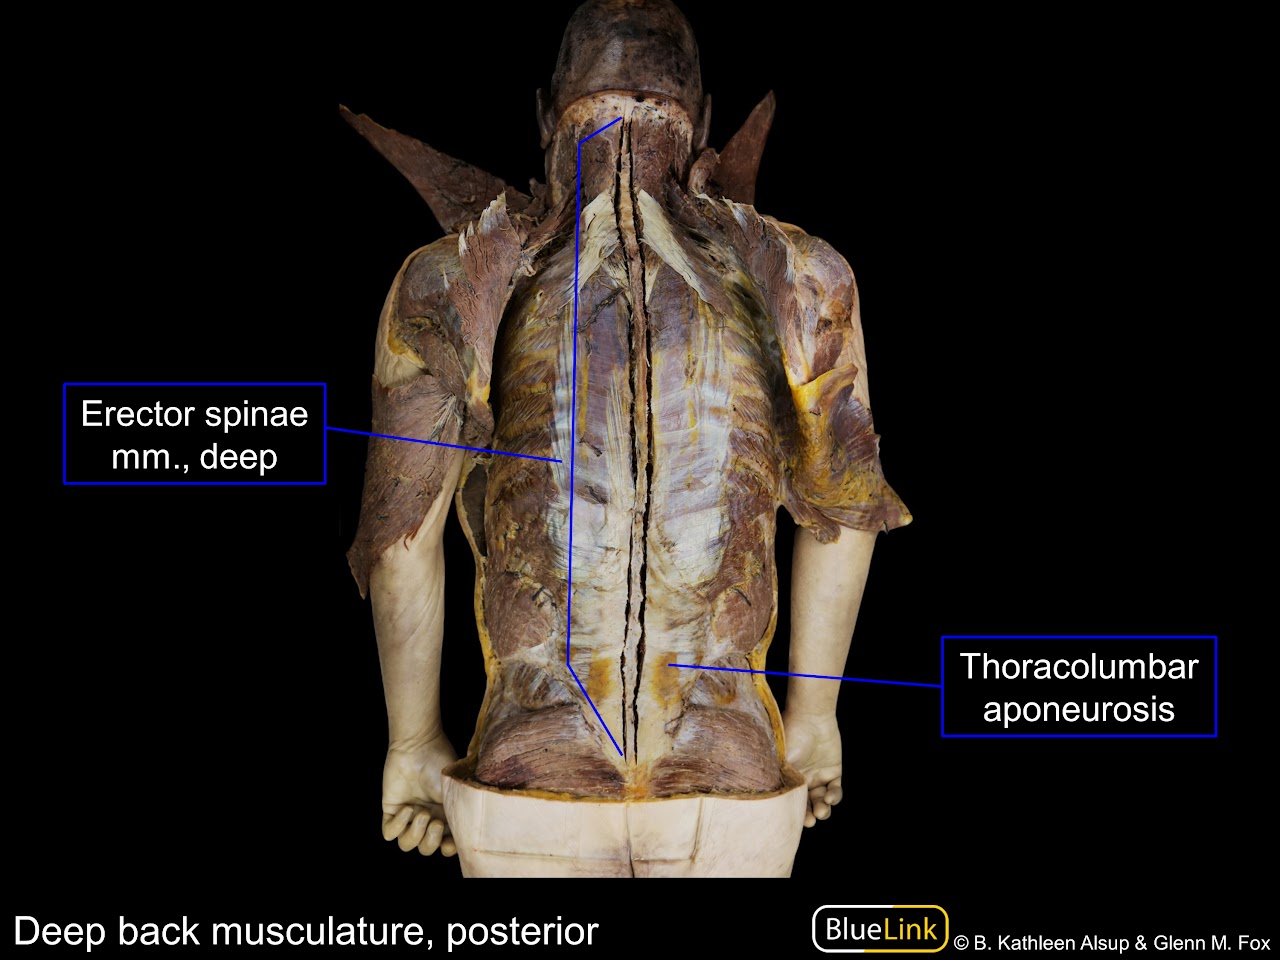 Erector spinae
mm., deep
Thoracolumbar
aponeurosis
Deep back musculature, posterior
BlueLink
© B. Kathleen Alsup & Glenn M. Fox